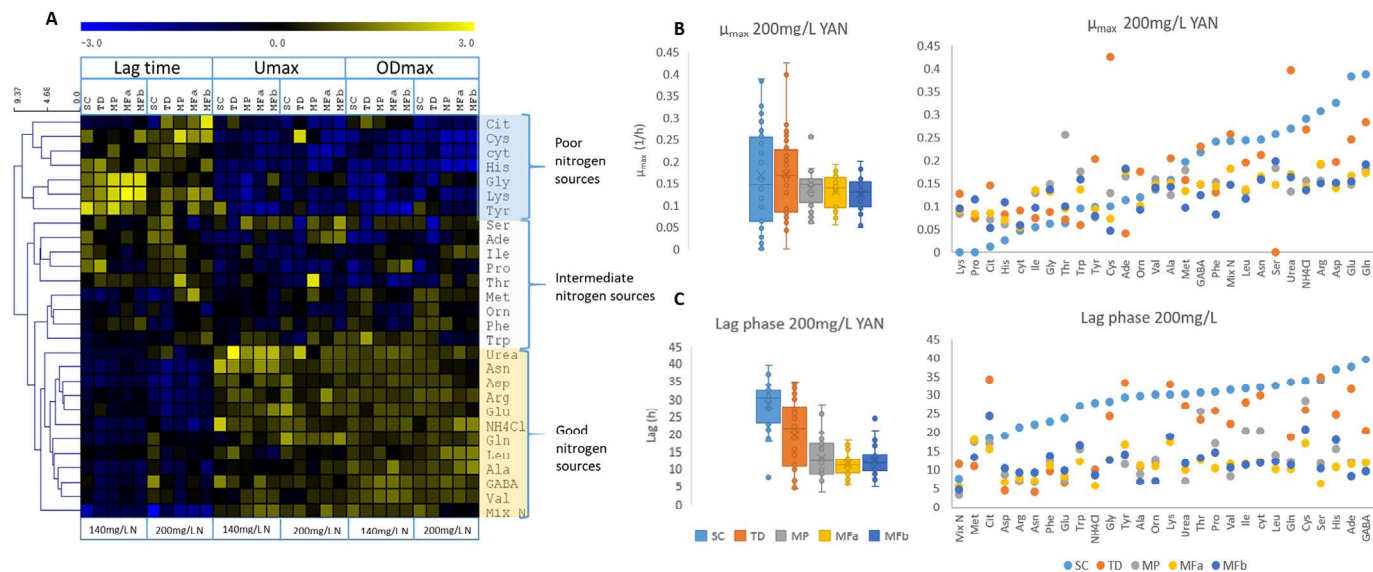 A
-3.0 0.0 3.0
Lag time Umax ODmax
9.37 4.68 0.0
SC TD MP MFa MFb SC TD MP MFa MFb SC TD MP MFa MFb SC TD MP MFa MFb SC TD MP MFa MFb SC TD MP MFa MFb
Cit
Cys
cyt
His
Gly
Lys
Tyr
Ser
Ade
Ile
Pro
Thr
Met
Orn
Phe
Trp
Urea
Asn
Asp
Arg
Glu
NH4Cl
Gln
Leu
Ala
GABA
Val
Mix N
Poor
nitrogen
sources
Intermediate
nitrogen sources
Good
nitrogen
sources
140mg/L N 200mg/L N 140mg/L N 200mg/L N 140mg/L N 200mg/L N
B
μmax 200mg/L YAN
μmax (1/h)
0.45
0.4
0.35
0.3
0.25
0.2
0.15
0.1
0.05
0
μmax 200mg/L YAN
0.45
0.4
0.35
0.3
0.25
0.2
0.15
0.1
0.05
0
Lys Pro Cit His cyt Ile Gly Thr Trp Tyr Cys Ade Orn Val Ala Met GABA Phe Mix N Leu Asn Ser Urea NH4Cl Arg Asp Glu Gln
C
Lag phase 200mg/L YAN
Lag (h)
45
40
35
30
25
20
15
10
5
0
SC TD MP MFa MFb
Lag phase 200mg/L
45
40
35
30
25
20
15
10
5
0
Mix N Met Cit Asp Arg Asn Phe Glu Trp NH4Cl Gly Tyr Ala Orn Lys Urea Thr Pro Val Ile cyt Leu Gln Cys Ser His Ade GABA
SC TD MP MFa MFb